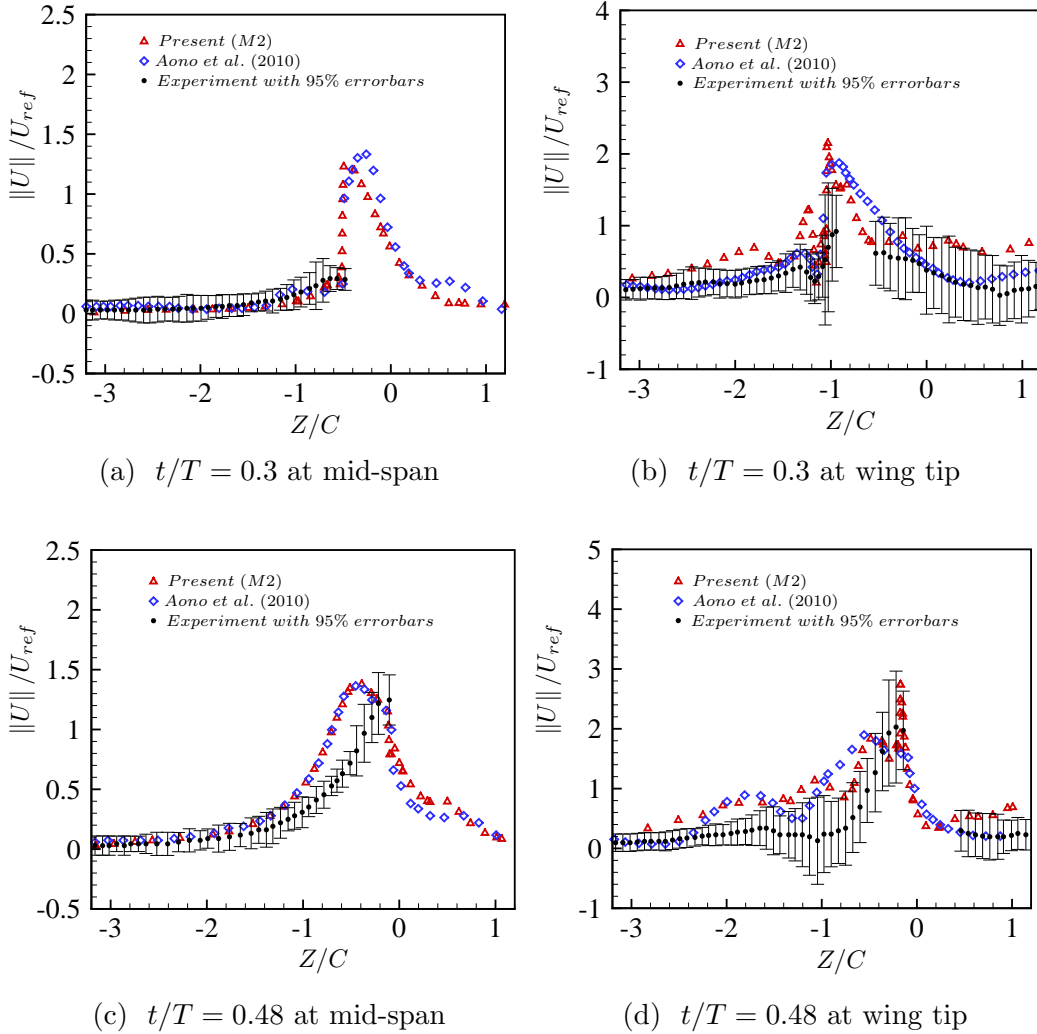 2.5
2
1.5
1
0.5
0
-0.5
||U||/U_ref
Present (M2)
Aono et al. (2010)
Experiment with 95% errorbars
-3 -2 -1 0 1
Z/C
(a) t/T = 0.3 at mid-span
4
3
2
1
0
-1
||U||/U_ref
Present (M2)
Aono et al. (2010)
Experiment with 95% errorbars
-3 -2 -1 0 1
Z/C
(b) t/T = 0.3 at wing tip
2.5
2
1.5
1
0.5
0
-0.5
||U||/U_ref
Present (M2)
Aono et al. (2010)
Experiment with 95% errorbars
-3 -2 -1 0 1
Z/C
(c) t/T = 0.48 at mid-span
5
4
3
2
1
0
-1
||U||/U_ref
Present (M2)
Aono et al. (2010)
Experiment with 95% errorbars
-3 -2 -1 0 1
Z/C
(d) t/T = 0.48 at wing tip